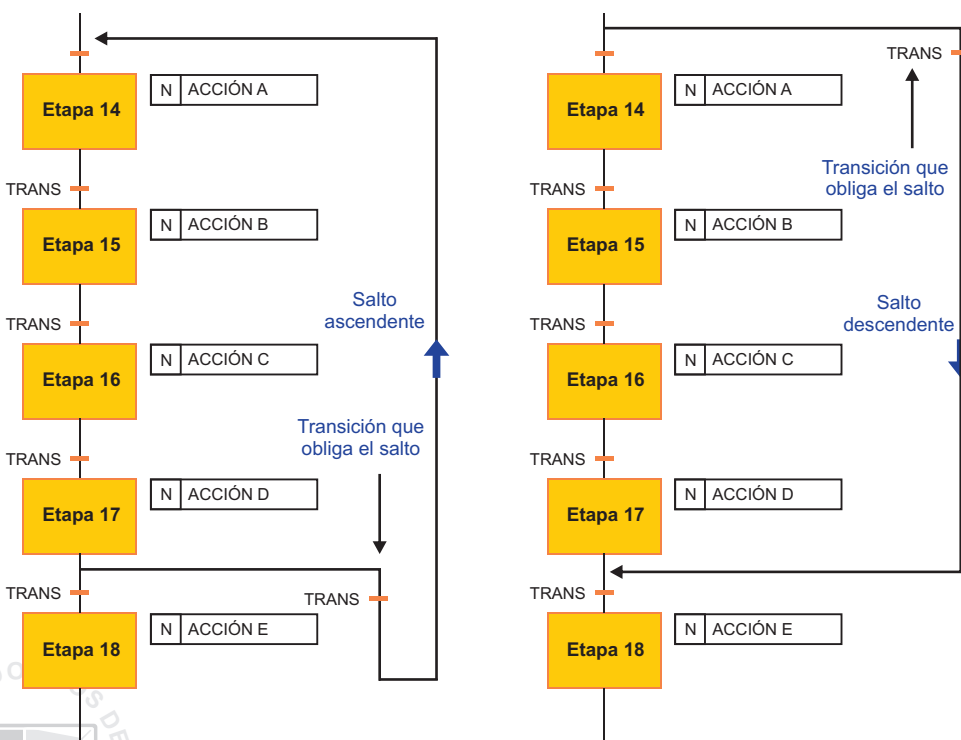 N ACCIÓN A
Etapa 14
TRANS
N ACCIÓN B
Etapa 15
Salto
ascendente
TRANS
N ACCIÓN C
Etapa 16
Transición que
obliga el salto
TRANS
N ACCIÓN D
Etapa 17
TRANS
TRANS
N ACCIÓN E
Etapa 18
TRANS
N ACCIÓN A
Etapa 14
Transición que
obliga el salto
TRANS
N ACCIÓN B
Etapa 15
Salto
descendente
TRANS
N ACCIÓN C
Etapa 16
TRANS
N ACCIÓN D
Etapa 17
TRANS
N ACCIÓN E
Etapa 18